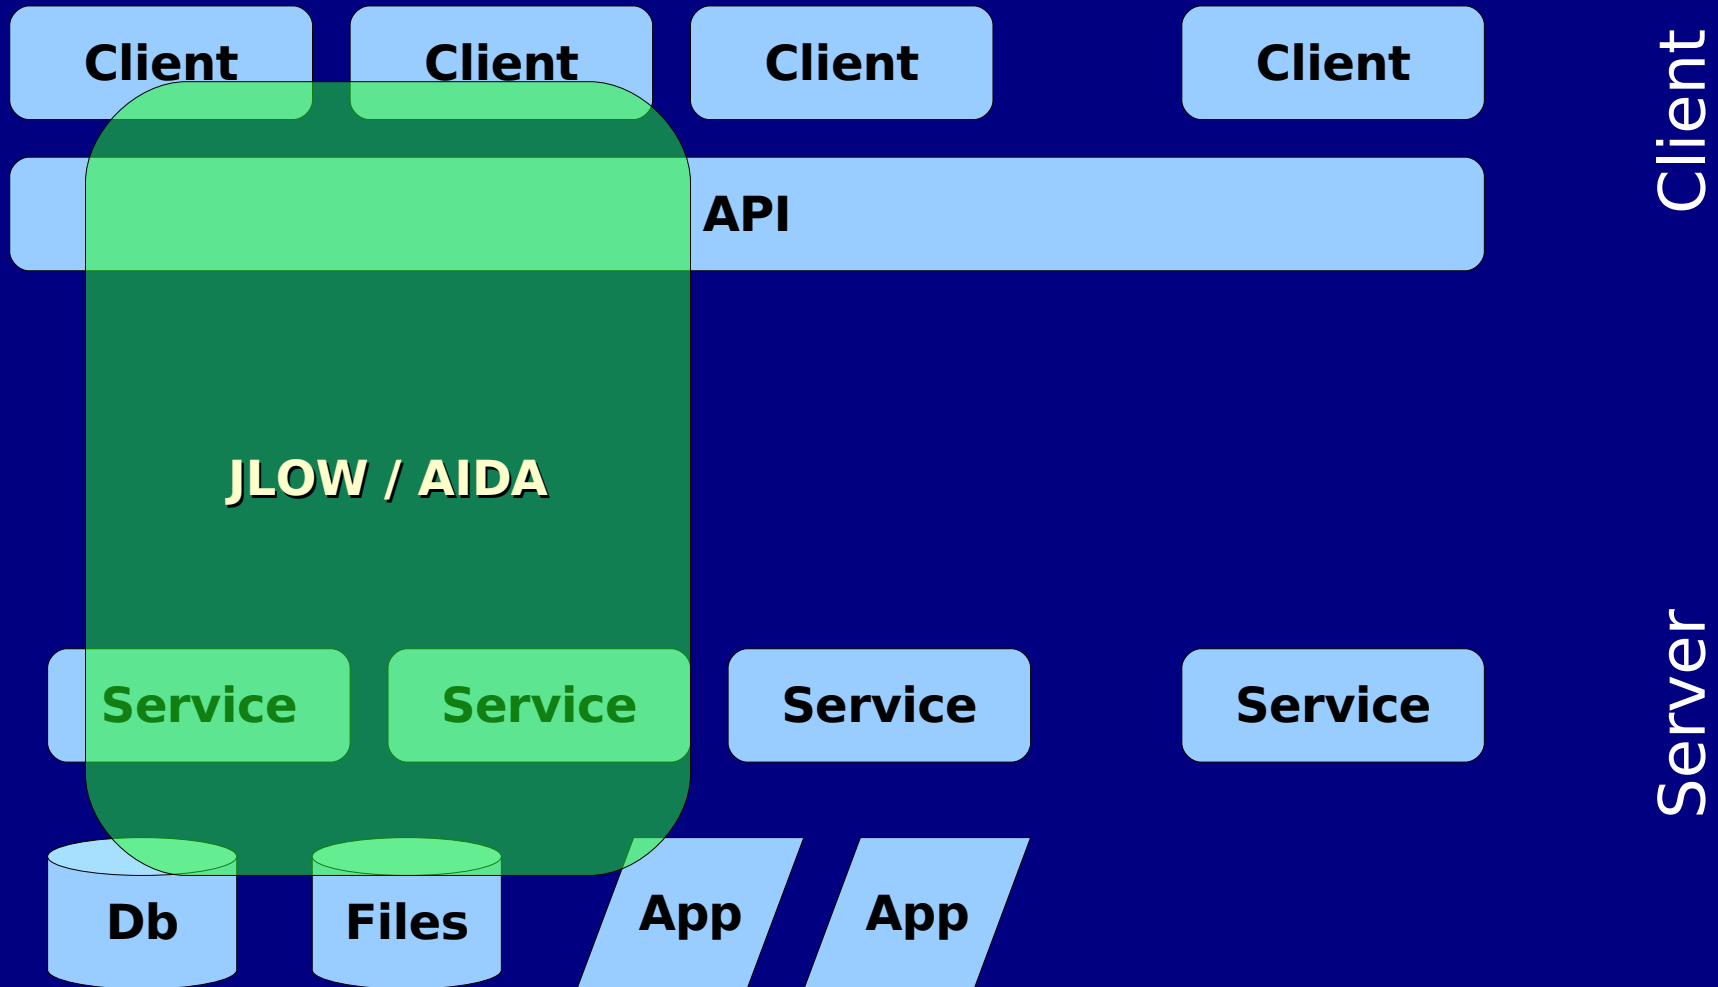 Client
Client
Client
Client
Client
API
JLOW / AIDA
Service
Service
Service
Service
Server
Db
Files
App
App